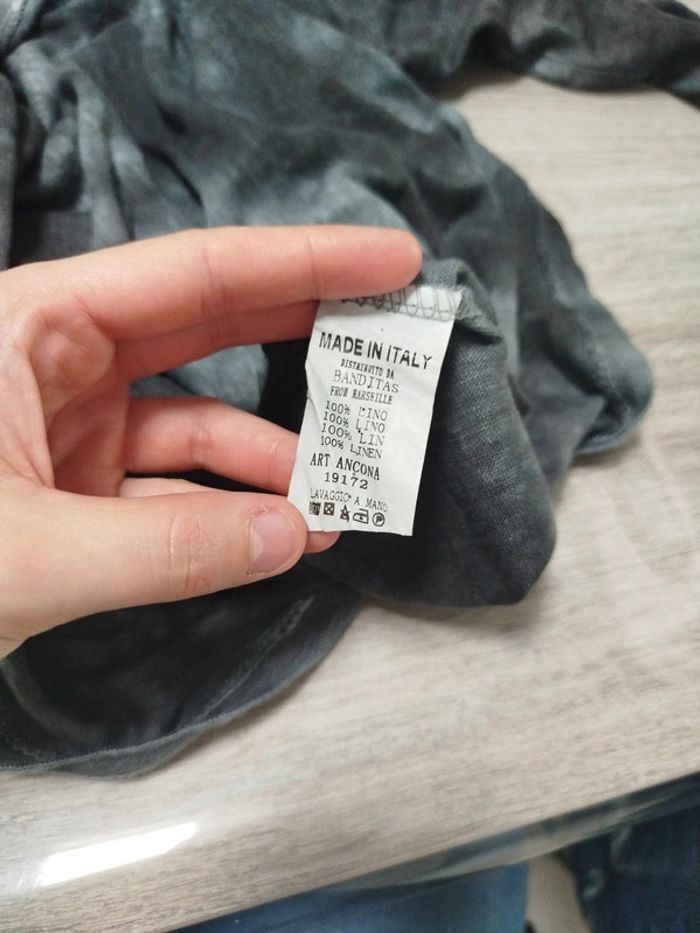 MADE IN ITALY
DISTRIBUITO DA
BANDITAS
FROM MARSEILLE
100% LINO
100% LINO
100% LIN
100% LINEN
ART ANCONA
19172
LAVAGGIO A MANO